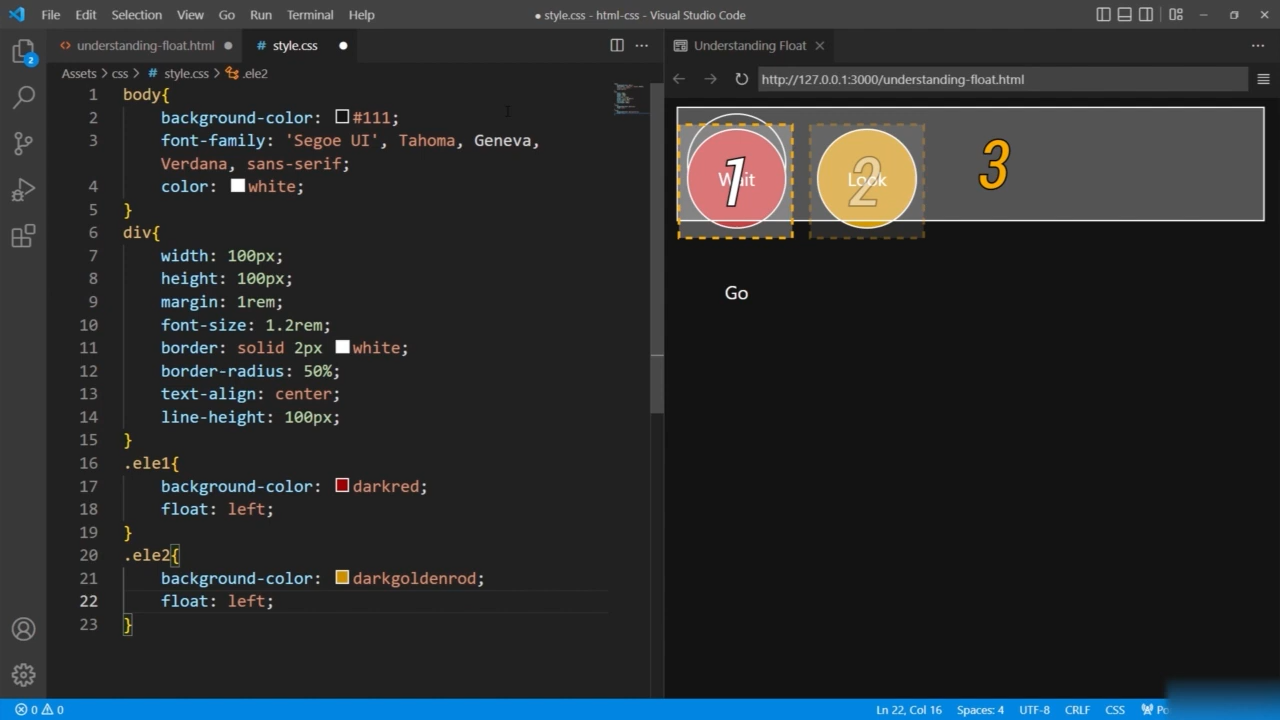 File Edit Selection View Go Run Terminal Help
● style.css - html-css - Visual Studio Code
understanding-float.html
# style.css
Understanding Float
Assets > css > # style.css > .ele2
http://127.0.0.1:3000/understanding-float.html
2
1 body{
2 background-color: #111;
3 font-family: 'Segoe UI', Tahoma, Geneva,
Verdana, sans-serif;
4 color: white;
5 }
6 div{
7 width: 100px;
8 height: 100px;
9 margin: 1rem;
10 font-size: 1.2rem;
11 border: solid 2px white;
12 border-radius: 50%;
13 text-align: center;
14 line-height: 100px;
15 }
16 .ele1{
17 background-color: darkred;
18 float: left;
19 }
20 .ele2{
21 background-color: darkgoldenrod;
22 float: left;
23 }
Wait
1
Look
2
3
Go
0 0
Ln 22, Col 16 Spaces: 4 UTF-8 CRLF CSS